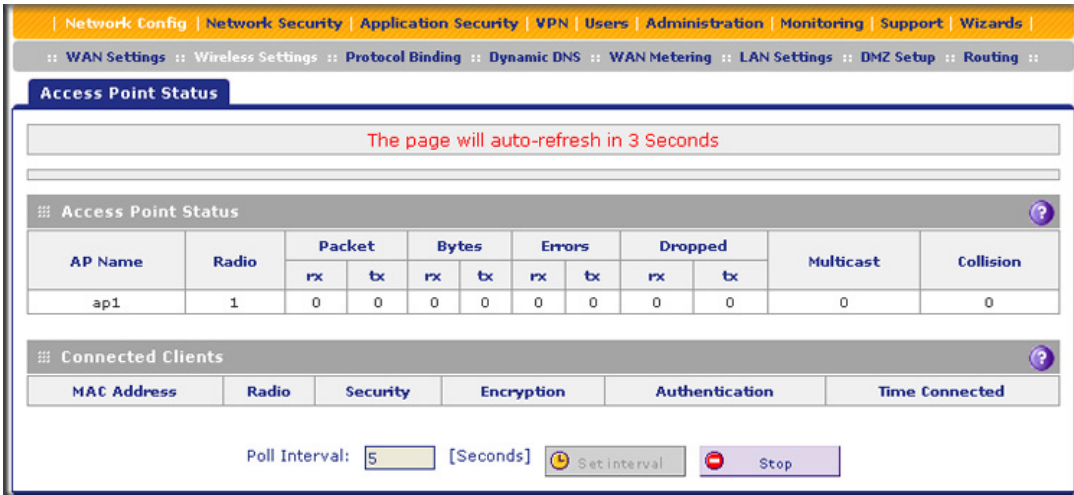 | Network Config | Network Security | Application Security | VPN | Users | Administration | Monitoring | Support | Wizards |
:: WAN Settings :: Wireless Settings :: Protocol Binding :: Dynamic DNS :: WAN Metering :: LAN Settings :: DMZ Setup :: Routing ::
Access Point Status
The page will auto-refresh in 3 Seconds
Access Point Status ?
AP Name Radio Packet Bytes Errors Dropped Multicast Collision
rx tx rx tx rx tx rx tx
ap1 1 0 0 0 0 0 0 0 0 0 0
Connected Clients ?
MAC Address Radio Security Encryption Authentication Time Connected
Poll Interval: 5 [Seconds] Set interval Stop